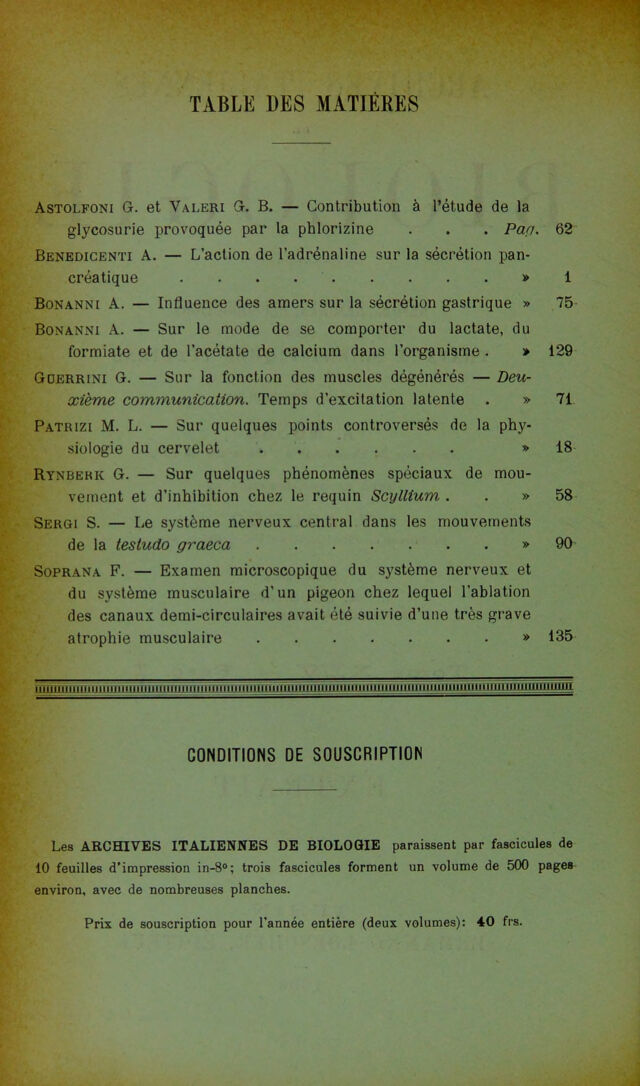 TABLE DES MATIÈRES
ASTOLFONI G. et VALERI G. B. — Contribution à l'étude de la
glycosurie provoquée par la phlorizine . . . Pag. 62
BENEDICENTI A. — L'action de l'adrénaline sur la sécrétion pan-
créatique . . . . . . . . . » 1
BONANNI A. — Influence des amers sur la sécrétion gastrique » 75
BONANNI A. — Sur le mode de se comporter du lactate, du
formiate et de l'acétate de calcium dans l'organisme . » 129
GUERRINI G. — Sur la fonction des muscles dégénérés — Deu-
xième communication. Temps d'excitation latente . » 71
PATRIZI M. L. — Sur quelques points controversés de la phy-
siologie du cervelet . . . . . . » 18
RYNBERK G. — Sur quelques phénomènes spéciaux de mou-
vement et d'inhibition chez le requin Scyllium . . » 58
SERGI S. — Le système nerveux central dans les mouvements
de la testudo graeca . . . . . . . » 90
SOPRANA F. — Examen microscopique du système nerveux et
du système musculaire d'un pigeon chez lequel l'ablation
des canaux demi-circulaires avait été suivie d'une très grave
atrophie musculaire . . . . . . . » 135
CONDITIONS DE SOUSCRIPTION
Les ARCHIVES ITALIENNES DE BIOLOGIE paraissent par fascicules de
10 feuilles d'impression in-8°; trois fascicules forment un volume de 500 pages
environ, avec de nombreuses planches.
Prix de souscription pour l'année entière (deux volumes): 40 frs.